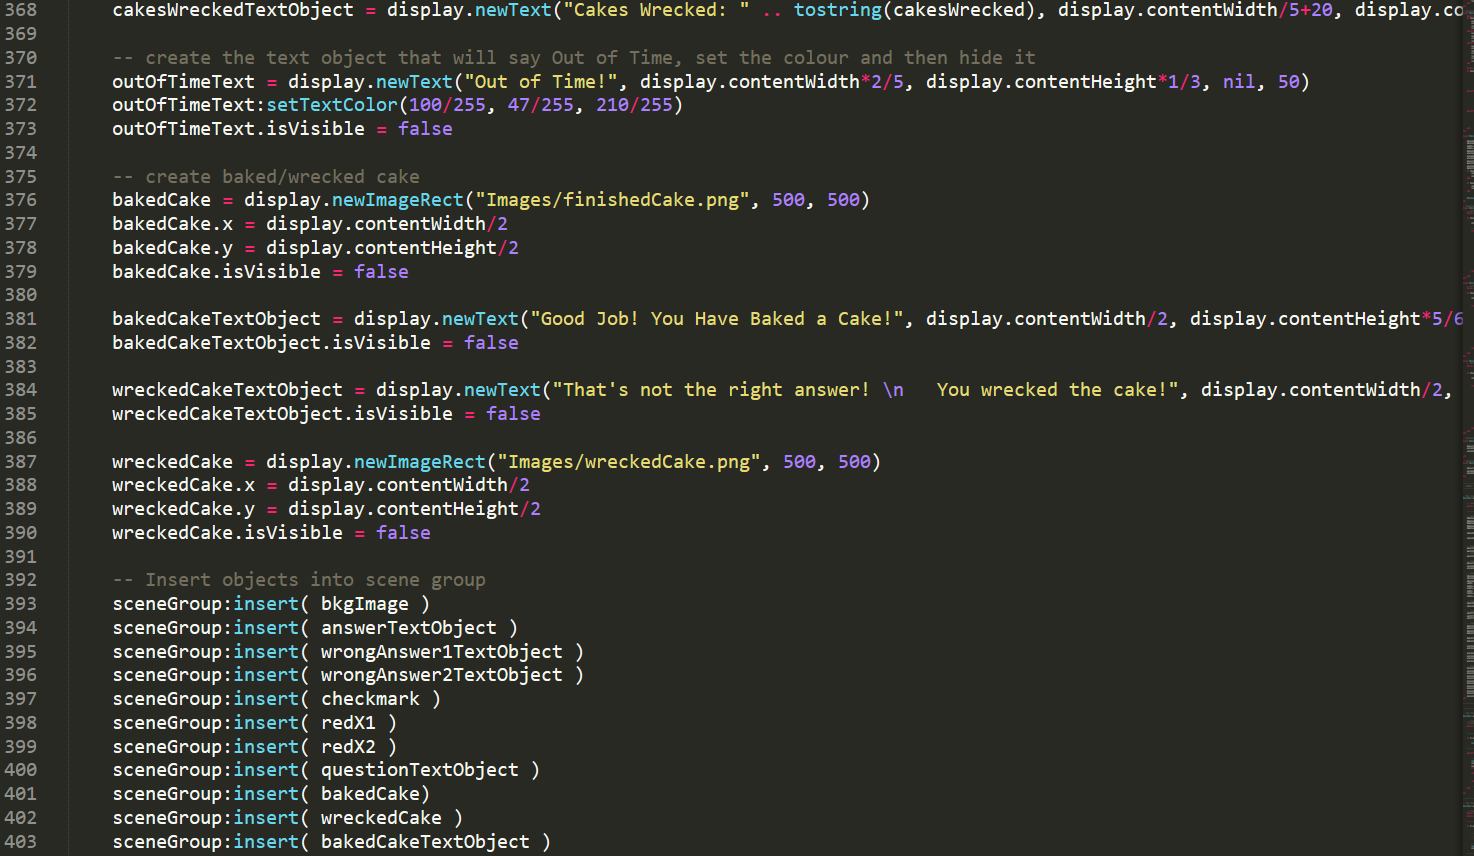 368 cakesWreckedTextObject = display.newText("Cakes Wrecked: " .. tostring(cakesWrecked), display.contentWidth/5+20, display.co
369
370 -- create the text object that will say Out of Time, set the colour and then hide it
371 outOfTimeText = display.newText("Out of Time!", display.contentWidth*2/5, display.contentHeight*1/3, nil, 50)
372 outOfTimeText:setTextColor(100/255, 47/255, 210/255)
373 outOfTimeText.isVisible = false
374
375 -- create baked/wrecked cake
376 bakedCake = display.newImageRect("Images/finishedCake.png", 500, 500)
377 bakedCake.x = display.contentWidth/2
378 bakedCake.y = display.contentHeight/2
379 bakedCake.isVisible = false
380
381 bakedCakeTextObject = display.newText("Good Job! You Have Baked a Cake!", display.contentWidth/2, display.contentHeight*5/6
382 bakedCakeTextObject.isVisible = false
383
384 wreckedCakeTextObject = display.newText("That's not the right answer! \n   You wrecked the cake!", display.contentWidth/2,
385 wreckedCakeTextObject.isVisible = false
386
387 wreckedCake = display.newImageRect("Images/wreckedCake.png", 500, 500)
388 wreckedCake.x = display.contentWidth/2
389 wreckedCake.y = display.contentHeight/2
390 wreckedCake.isVisible = false
391
392 -- Insert objects into scene group
393 sceneGroup:insert( bkgImage )
394 sceneGroup:insert( answerTextObject )
395 sceneGroup:insert( wrongAnswer1TextObject )
396 sceneGroup:insert( wrongAnswer2TextObject )
397 sceneGroup:insert( checkmark )
398 sceneGroup:insert( redX1 )
399 sceneGroup:insert( redX2 )
400 sceneGroup:insert( questionTextObject )
401 sceneGroup:insert( bakedCake)
402 sceneGroup:insert( wreckedCake )
403 sceneGroup:insert( bakedCakeTextObject )